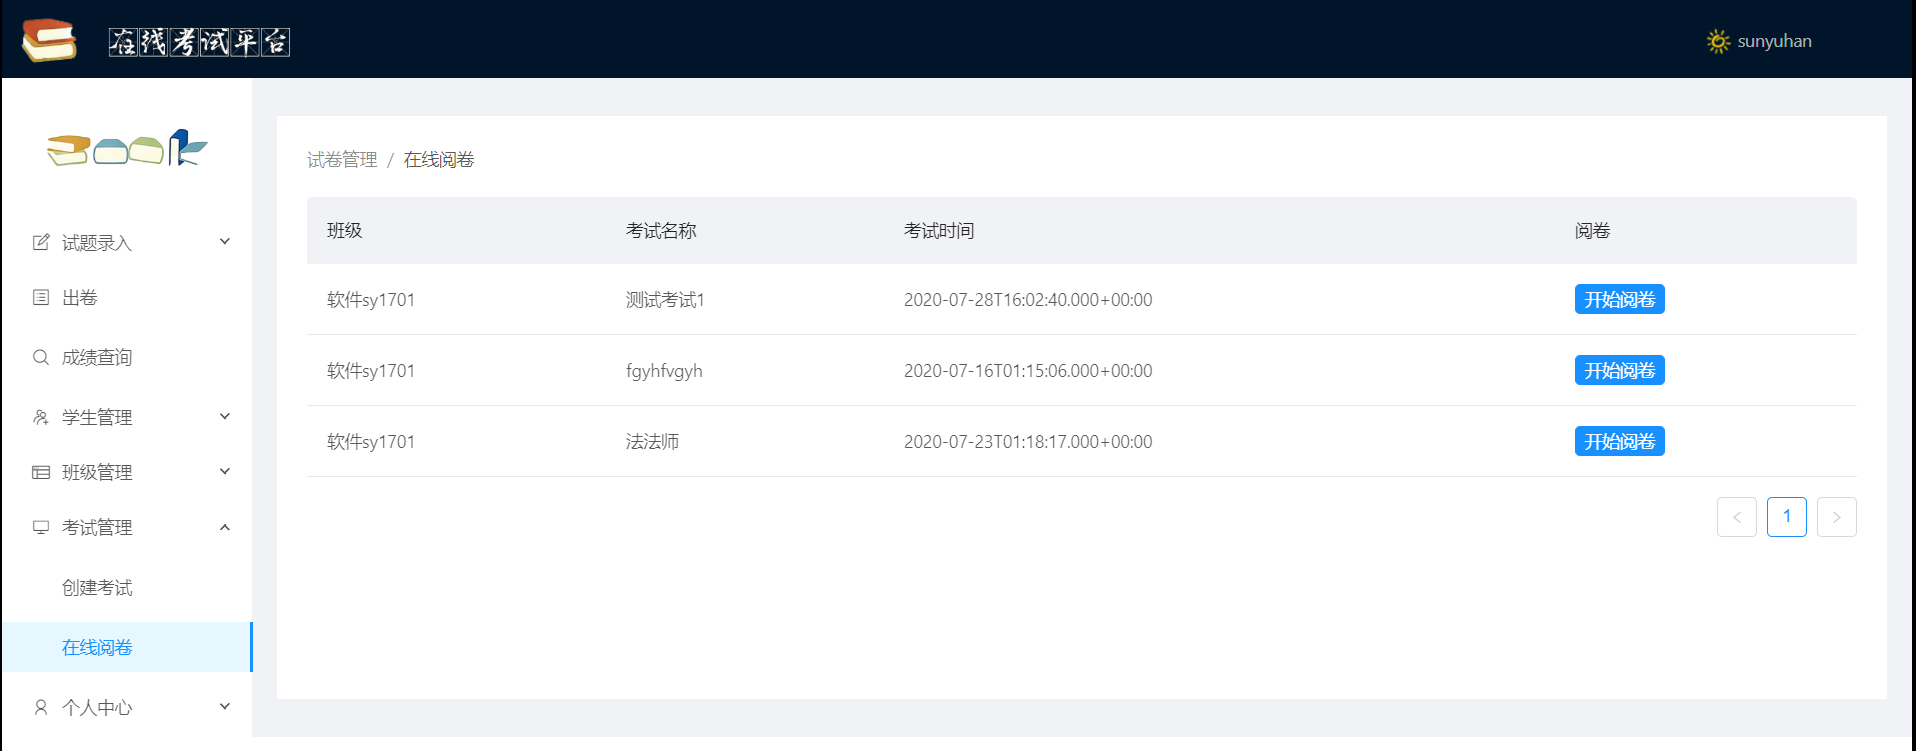 在线考试平台
sunyuhan
book
试题录入
出卷
成绩查询
学生管理
班级管理
考试管理
创建考试
在线阅卷
个人中心
试卷管理 / 在线阅卷
班级 考试名称 考试时间 阅卷
软件sy1701 测试考试1 2020-07-28T16:02:40.000+00:00 开始阅卷
软件sy1701 fgyhfvgyh 2020-07-16T01:15:06.000+00:00 开始阅卷
软件sy1701 法法师 2020-07-23T01:18:17.000+00:00 开始阅卷
< 1 >